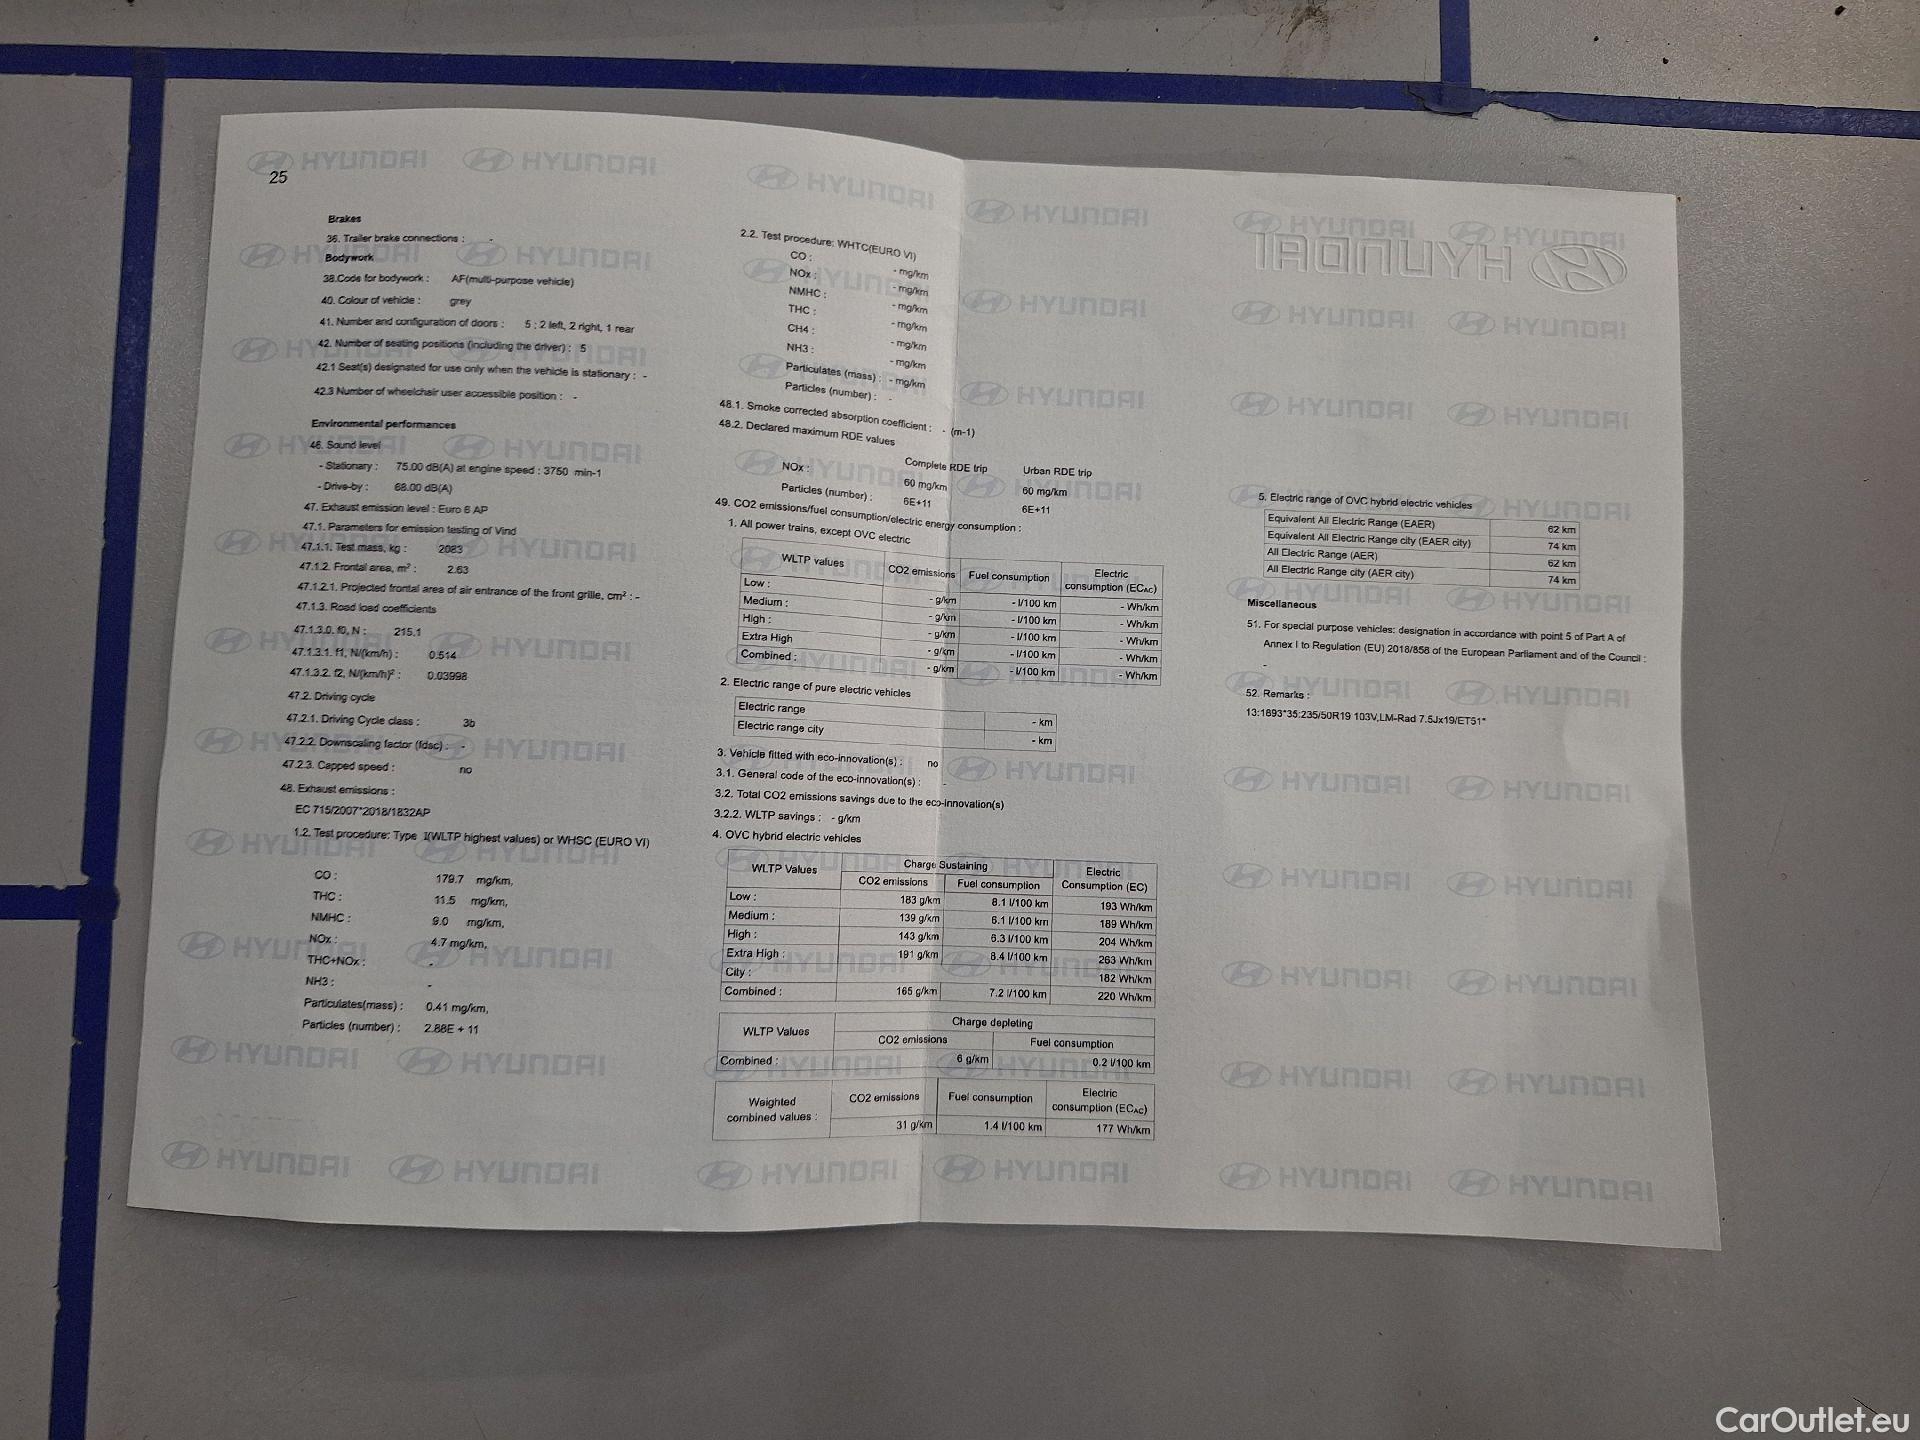 25
Brakes
36. Trailer brake connections : -
Bodywork
38.Code for bodywork : AF(multi-purpose vehicle)
40. Colour of vehicle : grey
41. Number and configuration of doors : 5 : 2 left, 2 right, 1 rear
42. Number of seating positions (including the driver) : 5
42.1 Seat(s) designated for use only when the vehicle is stationary : -
42.3 Number of wheelchair user accessible position : -
Environmental performances
46. Sound level
- Stationary : 75.00 dB(A) at engine speed : 3750 min-1
- Drive-by : 68.00 dB(A)
47. Exhaust emission level : Euro 6 AP
47.1. Parameters for emission testing of Vind
47.1.1. Test mass, kg : 2083
47.1.2. Frontal area, m² : 2.63
47.1.2.1. Projected frontal area of air entrance of the front grille, cm² : -
47.1.3. Road load coefficients
47.1.3.0. f0, N : 215.1
47.1.3.1. f1, N/(km/h) : 0.514
47.1.3.2. f2, N/(km/h)² : 0.03998
47.2. Driving cycle
47.2.1. Driving Cycle class : 3b
47.2.2. Downscaling factor (fdsc) : -
47.2.3. Capped speed : no
48. Exhaust emissions :
EC 715/2007*2018/1832AP
1.2. Test procedure: Type I(WLTP highest values) or WHSC (EURO VI)
CO : 179.7 mg/km,
THC : 11.5 mg/km,
NMHC : 9.0 mg/km,
NOx : 4.7 mg/km,
THC+NOx : -
NH3 : -
Particulates(mass) : 0.41 mg/km,
Particles (number) : 2.88E + 11
2.2. Test procedure: WHTC(EURO VI)
CO : - mg/km
NOx : - mg/km
NMHC : - mg/km
THC : - mg/km
CH4 : - mg/km
NH3 : - mg/km
Particulates (mass) : - mg/km
Particles (number) : -
48.1. Smoke corrected absorption coefficient : - (m-1)
48.2. Declared maximum RDE values
Complete RDE trip Urban RDE trip
NOx : 60 mg/km 60 mg/km
Particles (number) : 6E+11 6E+11
49. CO2 emissions/fuel consumption/electric energy consumption :
1. All power trains, except OVC electric
WLTP values CO2 emissions Fuel consumption Electric consumption (ECAC)
Low : - g/km - l/100 km - Wh/km
Medium : - g/km - l/100 km - Wh/km
High : - g/km - l/100 km - Wh/km
Extra High - g/km - l/100 km - Wh/km
Combined : - g/km - l/100 km - Wh/km
2. Electric range of pure electric vehicles
Electric range - km
Electric range city - km
3. Vehicle fitted with eco-innovation(s) : no
3.1. General code of the eco-innovation(s) : -
3.2. Total CO2 emissions savings due to the eco-innovation(s)
3.2.2. WLTP savings : - g/km
4. OVC hybrid electric vehicles
WLTP Values Charge Sustaining Electric Consumption (EC)
CO2 emissions Fuel consumption
Low : 183 g/km 8.1 l/100 km 193 Wh/km
Medium : 139 g/km 6.1 l/100 km 189 Wh/km
High : 143 g/km 6.3 l/100 km 204 Wh/km
Extra High : 191 g/km 8.4 l/100 km 263 Wh/km
City : 182 Wh/km
Combined : 165 g/km 7.2 l/100 km 220 Wh/km
WLTP Values Charge depleting
CO2 emissions Fuel consumption
Combined : 6 g/km 0.2 l/100 km
Weighted combined values : CO2 emissions Fuel consumption Electric consumption (ECAC)
31 g/km 1.4 l/100 km 177 Wh/km
HYUNDAI
5. Electric range of OVC hybrid electric vehicles
Equivalent All Electric Range (EAER) 62 km
Equivalent All Electric Range city (EAER city) 74 km
All Electric Range (AER) 62 km
All Electric Range city (AER city) 74 km
Miscellaneous
51. For special purpose vehicles: designation in accordance with point 5 of Part A of
Annex I to Regulation (EU) 2018/858 of the European Parliament and of the Council :
-
52. Remarks :
13:1893*35:235/50R19 103V,LM-Rad 7.5Jx19/ET51*
CarOutlet.eu